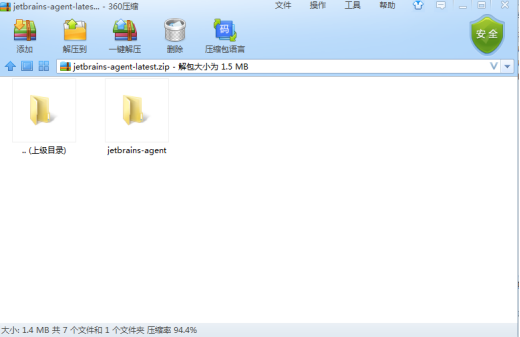 jetbrains-agent-lates... - 360压缩
文件 操作 工具 帮助
添加 解压到 一键解压 删除 压缩包语言
码
安全
jetbrains-agent-latest.zip - 解包大小为 1.5 MB
.. (上级目录) jetbrains-agent
大小: 1.4 MB 共 7 个文件和 1 个文件夹 压缩率 94.4%